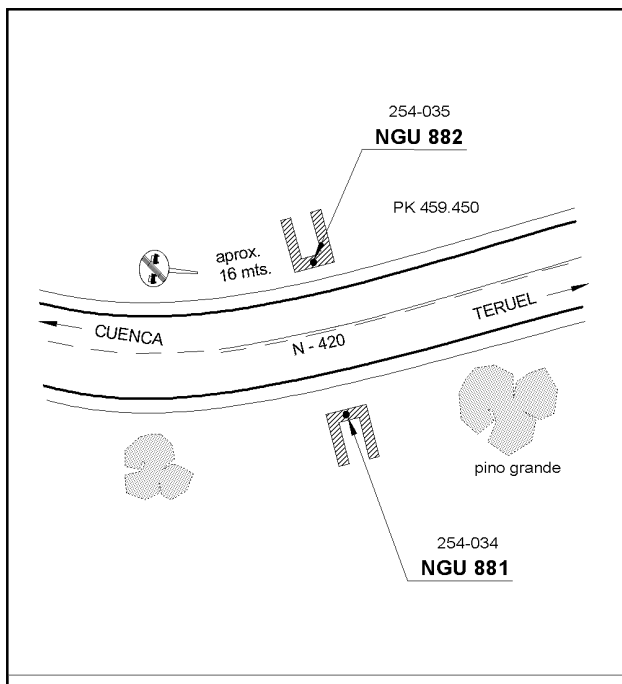 254-035
NGU 882
PK 459.450
aprox.
16 mts.
TERUEL
CUENCA
N - 420
pino grande
254-034
NGU 881